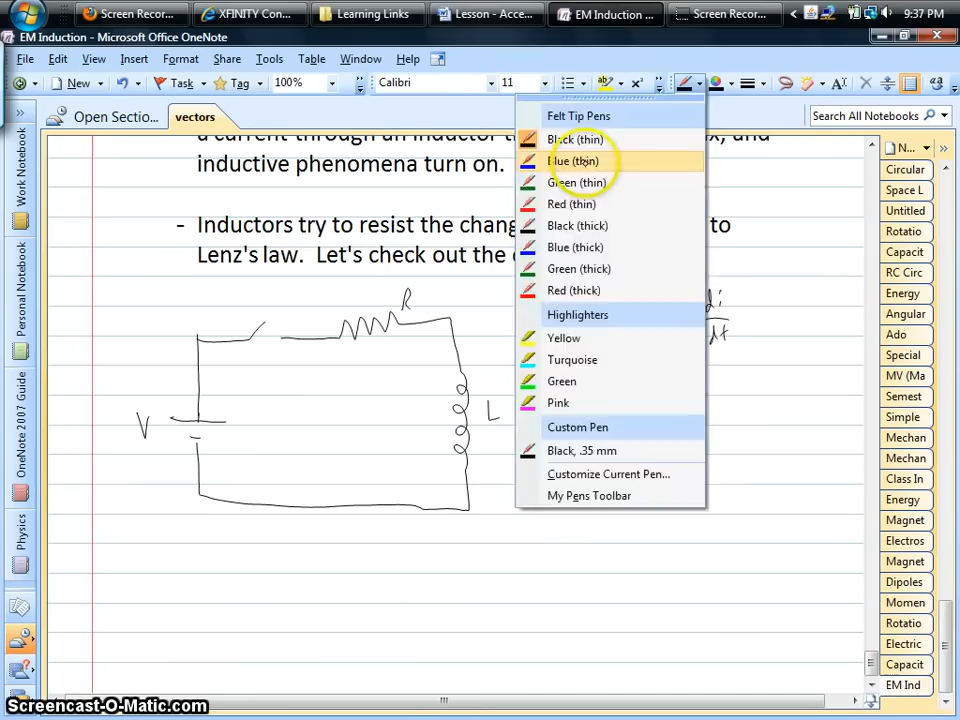 Screen Recor...
XFINITY Con...
Learning Links
Lesson - Acce...
EM Induction ...
Screen Recor...
9:37 PM
EM Induction - Microsoft Office OneNote
File Edit View Insert Format Share Tools Table Window Help
New Task Tag 100% Calibri 11
Open Sectio... vectors
Search All Notebooks
Work Notebook
Personal Notebook
OneNote 2007 Guide
Physics
inductive phenomena turn on.
- Inductors try to resist the chang to
Lenz's law. Let's check out the
R
V
L
di
dt
Felt Tip Pens
Black (thin)
Blue (thin)
Green (thin)
Red (thin)
Black (thick)
Blue (thick)
Green (thick)
Red (thick)
Highlighters
Yellow
Turquoise
Green
Pink
Custom Pen
Black, .35 mm
Customize Current Pen...
My Pens Toolbar
N...
Circular
Space L
Untitled
Rotatio
Capacit
RC Circ
Energy
Angular
Ado
Special
MV (Ma
Semest
Simple
Mechan
Mechan
Class In
Energy
Magnet
Electros
Magnet
Dipoles
Momen
Rotatio
Electric
Capacit
EM Ind
Screencast-O-Matic.com